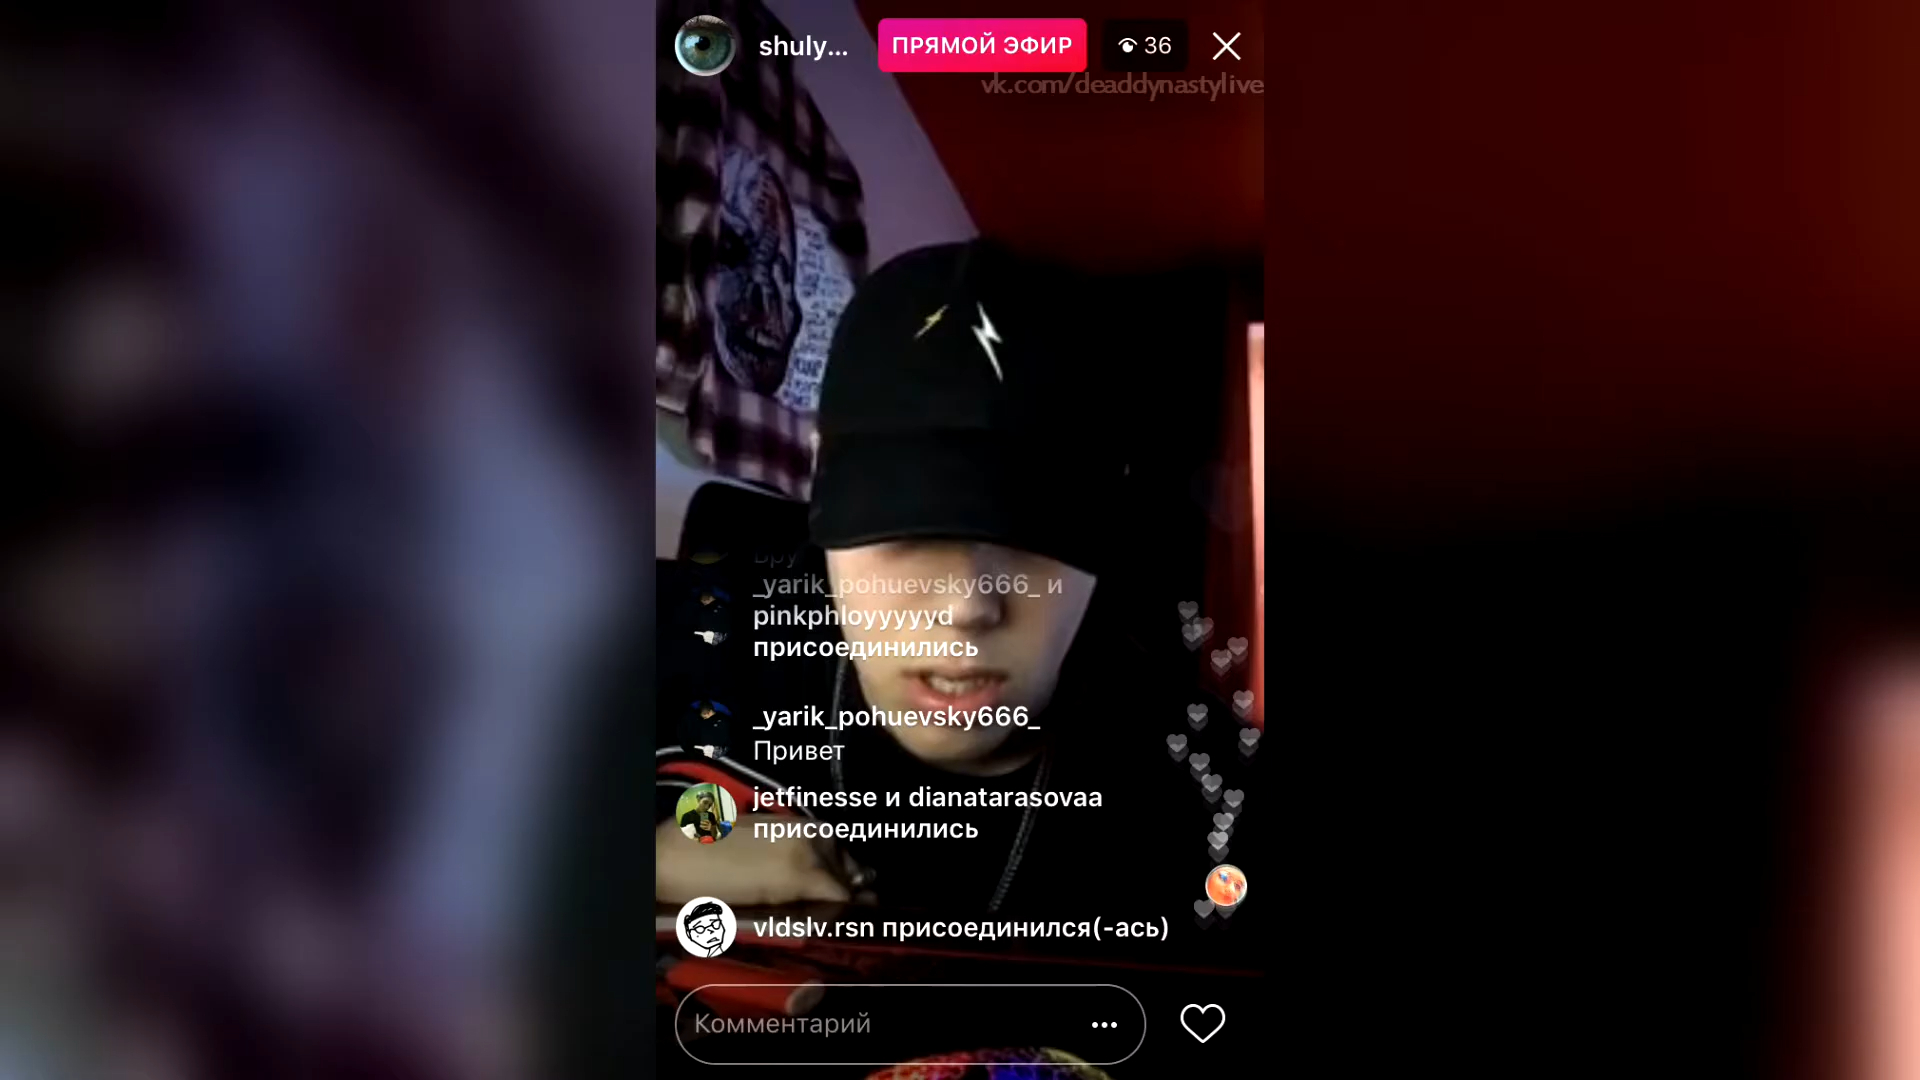 shuly...
ПРЯМОЙ ЭФИР
36
vk.com/deaddynastylive
_yarik_pohuevsky666_ и
pinkphloyyyyyd
присоединились
_yarik_pohuevsky666_
Привет
jetfinesse и dianatarasovaa
присоединились
vldslv.rsn присоединился(-ась)
Комментарий